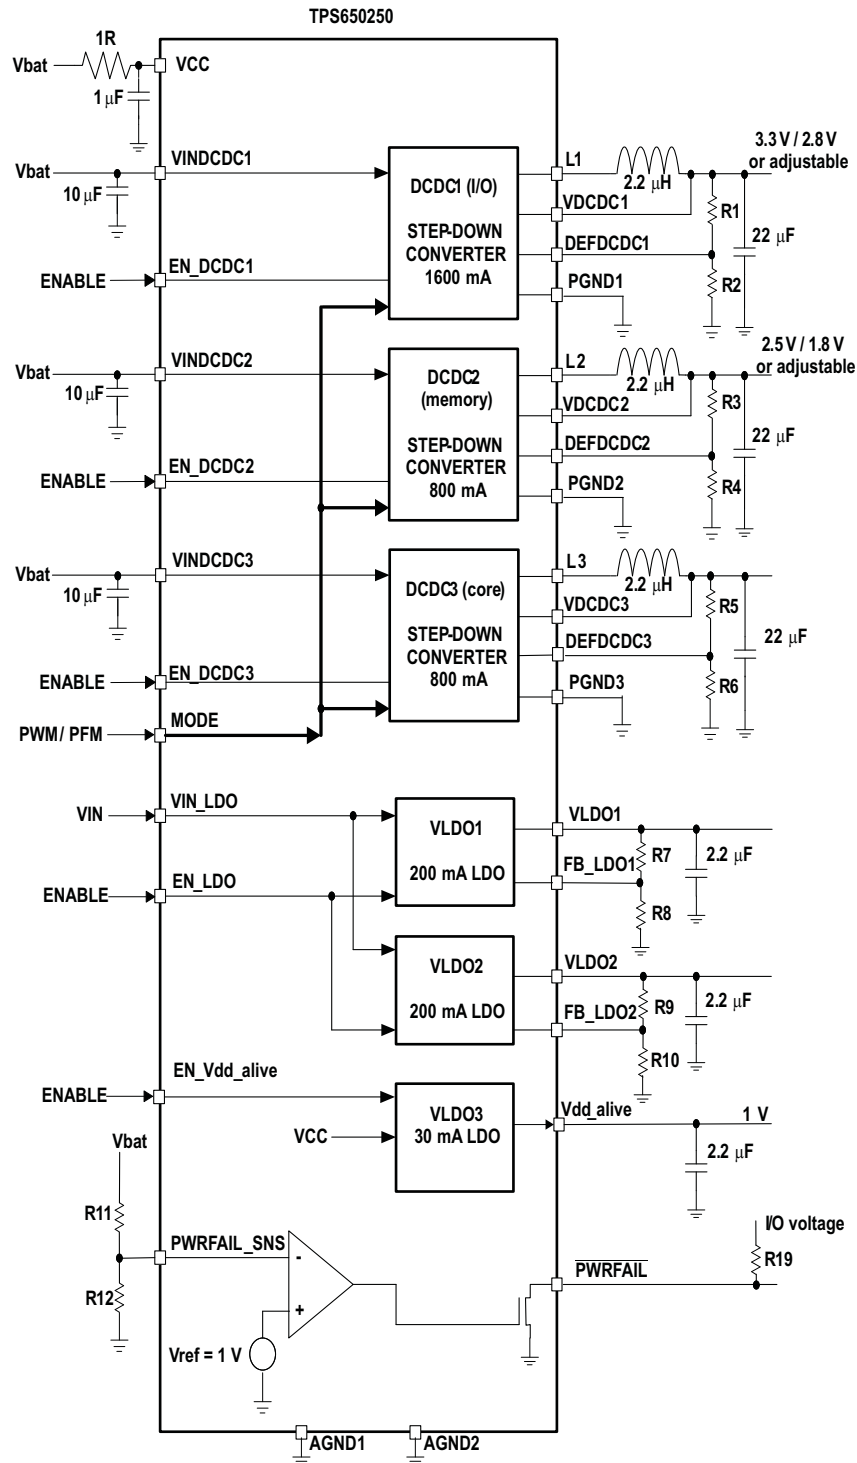 TPS650250
1R
Vbat
VCC
1 µF
Vbat
VINDCDC1
10 µF
ENABLE
EN_DCDC1
DCDC1 (I/O)
STEP-DOWN
CONVERTER
1600 mA
L1
2.2 µH
VDCDC1
DEFDCDC1
PGND1
3.3 V / 2.8 V
or adjustable
R1
R2
22 µF
Vbat
VINDCDC2
10 µF
ENABLE
EN_DCDC2
DCDC2
(memory)
STEP-DOWN
CONVERTER
800 mA
L2
2.2 µH
VDCDC2
DEFDCDC2
PGND2
2.5 V / 1.8 V
or adjustable
R3
R4
22 µF
Vbat
VINDCDC3
10 µF
ENABLE
EN_DCDC3
PWM / PFM
MODE
DCDC3 (core)
STEP-DOWN
CONVERTER
800 mA
L3
2.2 µH
VDCDC3
DEFDCDC3
PGND3
R5
R6
22 µF
VIN
VIN_LDO
ENABLE
EN_LDO
VLDO1
200 mA LDO
VLDO1
FB_LDO1
R7
R8
2.2 µF
VLDO2
200 mA LDO
VLDO2
FB_LDO2
R9
R10
2.2 µF
ENABLE
EN_Vdd_alive
VCC
VLDO3
30 mA LDO
Vdd_alive
1 V
2.2 µF
Vbat
R11
R12
PWRFAIL_SNS
-
+
Vref = 1 V
PWRFAIL
I/O voltage
R19
AGND1
AGND2